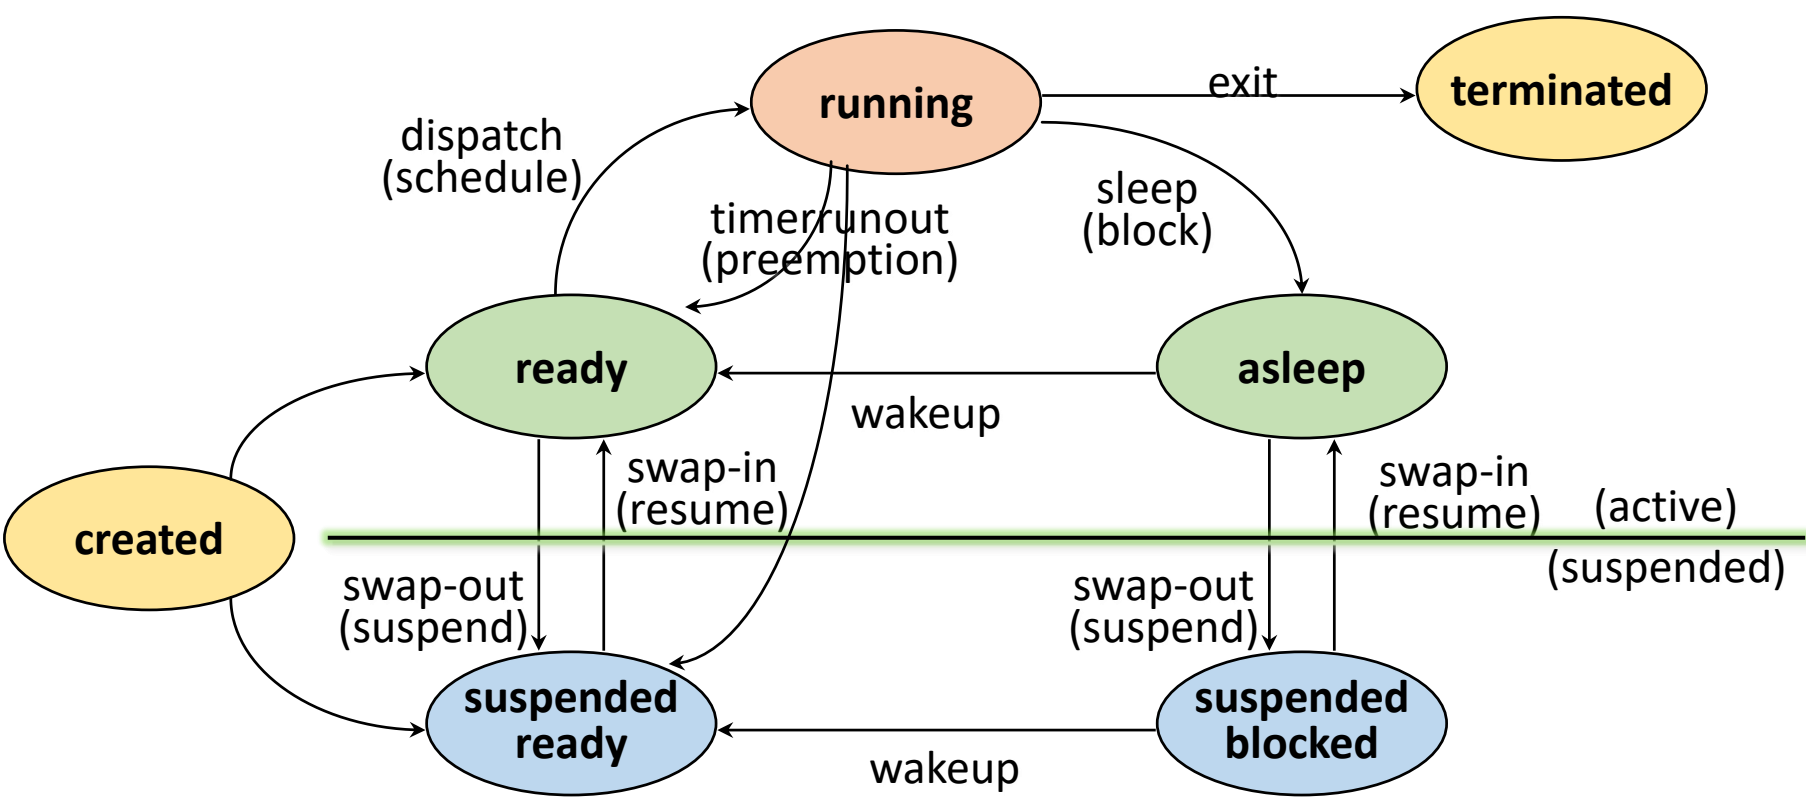 running
exit
terminated
dispatch
(schedule)
sleep
(block)
timerrunout
(preemption)
ready
asleep
wakeup
swap-in
(resume)
swap-in
(resume)
(active)
created
(suspended)
swap-out
(suspend)
swap-out
(suspend)
suspended
ready
suspended
blocked
wakeup